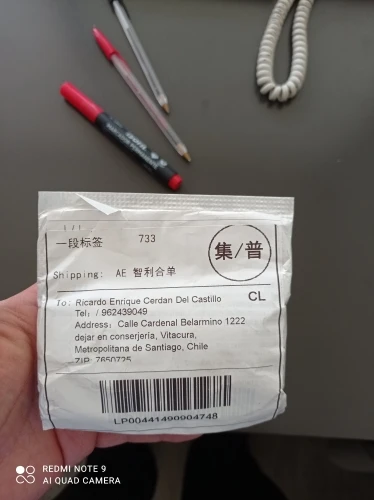 一段标签 733
集/普
Shipping: AE 智利合单
To: Ricardo Enrique Cerdan Del Castillo CL
Tel: / 962439049
Address: Calle Cardenal Belarmino 1222
dejar en conserjería, Vitacura,
Metropolitana de Santiago, Chile
ZIP: 7650725
LP00441490904748
REDMI NOTE 9
AI QUAD CAMERA